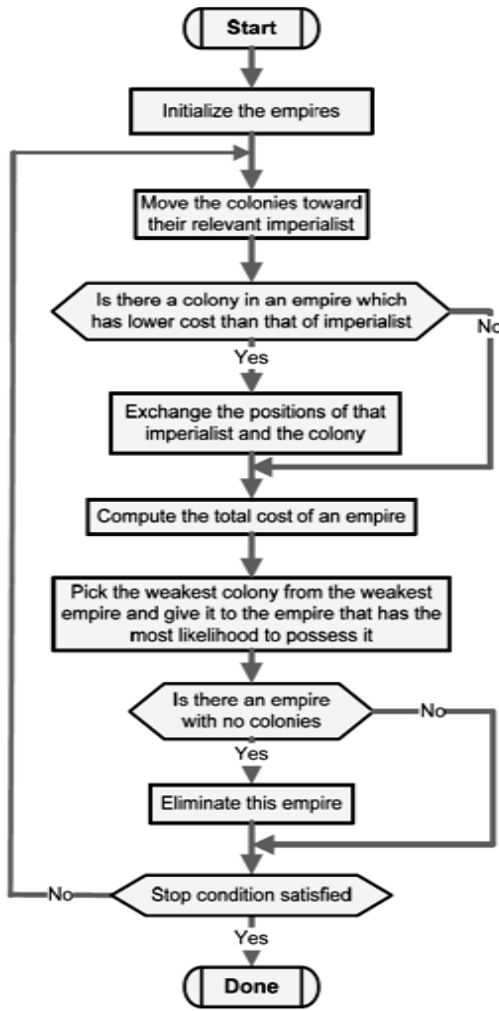 Start
Initialize the empires
Move the colonies toward
their relevant imperialist
Is there a colony in an empire which
has lower cost than that of imperialist
No
Yes
Exchange the positions of that
imperialist and the colony
Compute the total cost of an empire
Pick the weakest colony from the weakest
empire and give it to the empire that has the
most likelihood to possess it
Is there an empire
with no colonies
No
Yes
Eliminate this empire
Stop condition satisfied
No
Yes
Done